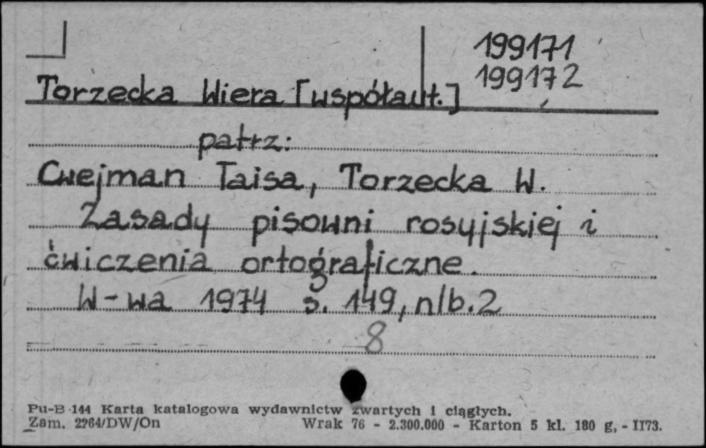 199171
199172
Torzecka Wiera [współaut.]
patrz:
Cwejman Taisa, Torzecka W.
Zasady pisowni rosyjskiej i
ćwiczenia ortograficzne.
W-wa 1974 s. 149, nlb. 2
8
Pu-B 144 Karta katalogowa wydawnictw zwartych i ciągłych.
Zam. 2264/DW/On Wrak 76 - 2.300.000 - Karton 5 kl. 180 g, - II73.